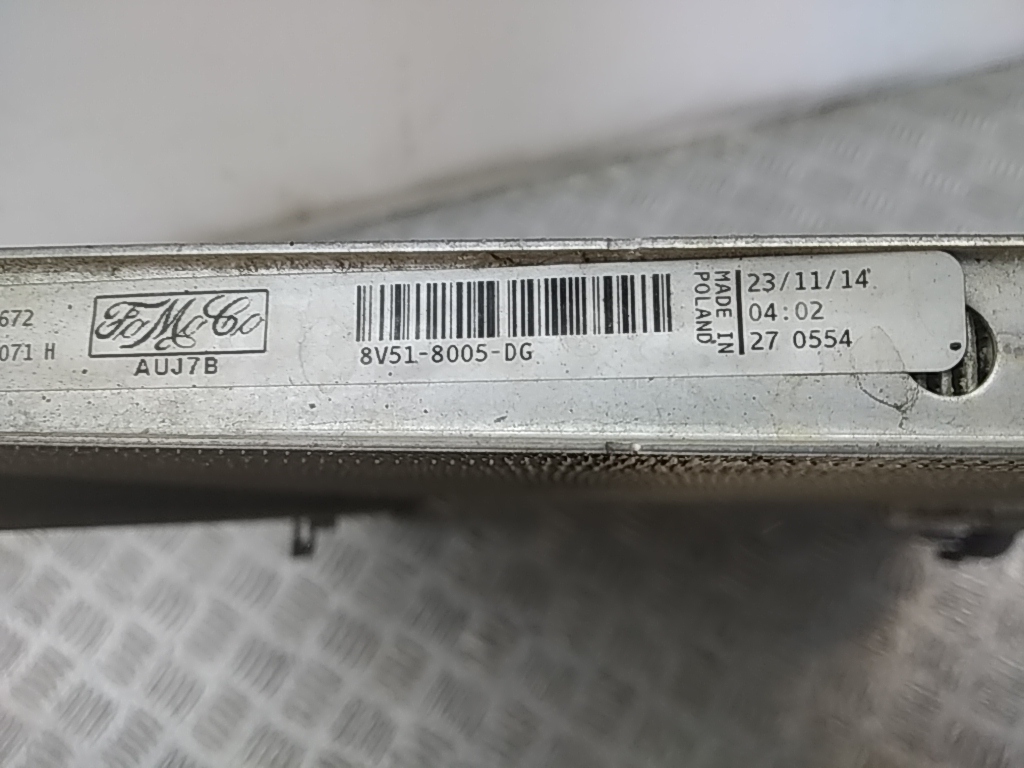 672
071 H
FoMoCo
AUJ7B
8V51-8005-DG
MADE IN
POLAND
23/11/14
04:02
27 0554